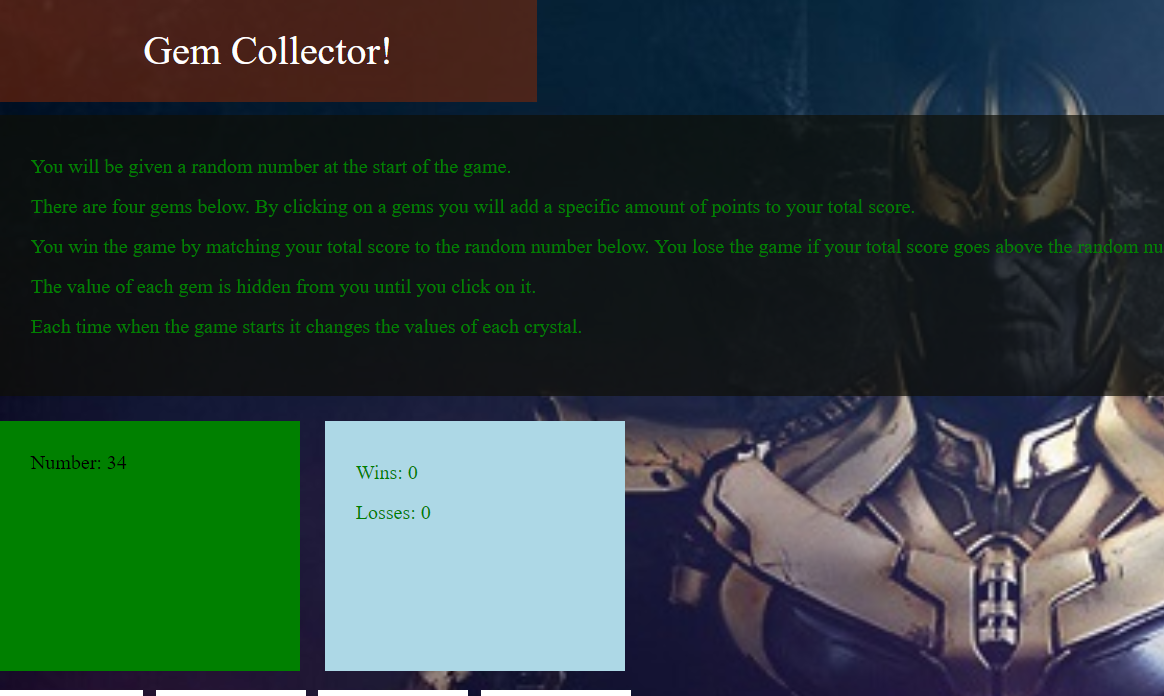 Gem Collector!
You will be given a random number at the start of the game.
There are four gems below. By clicking on a gems you will add a specific amount of points to your total score.
You win the game by matching your total score to the random number below. You lose the game if your total score goes above the random
The value of each gem is hidden from you until you click on it.
Each time when the game starts it changes the values of each crystal.
Number: 34
Wins: 0
Losses: 0